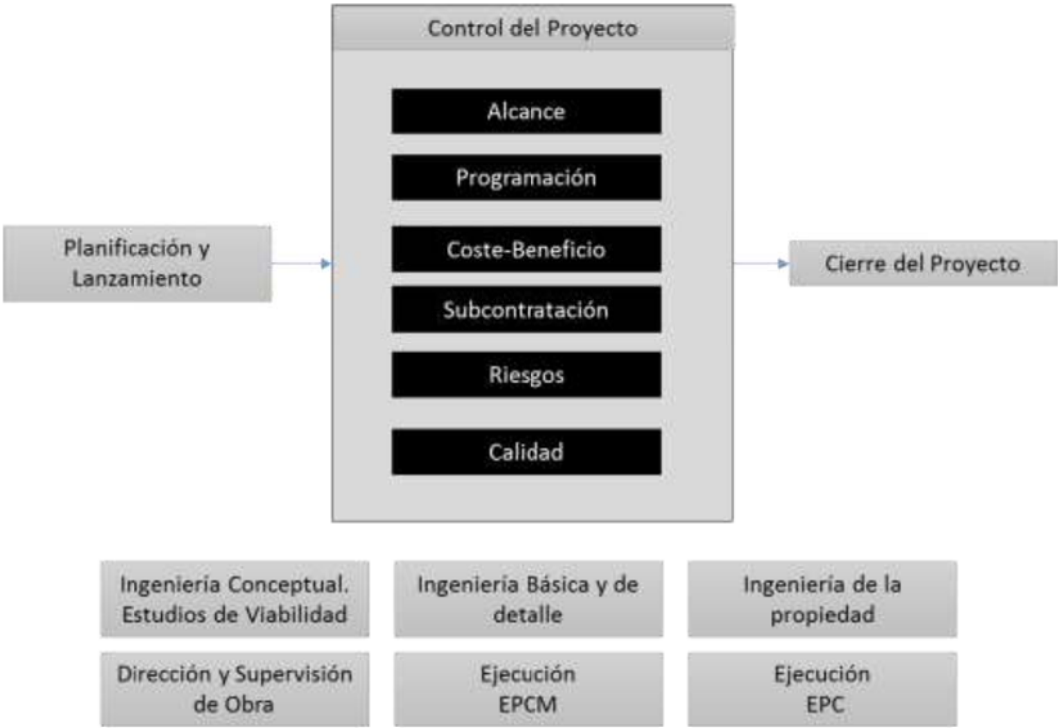 Control del Proyecto
Alcance
Programación
Coste-Beneficio
Subcontratación
Riesgos
Calidad
Planificación y
Lanzamiento
Cierre del Proyecto
Ingeniería Conceptual.
Estudios de Viabilidad
Ingeniería Básica y de
detalle
Ingeniería de la
propiedad
Dirección y Supervisión
de Obra
Ejecución
EPCM
Ejecución
EPC